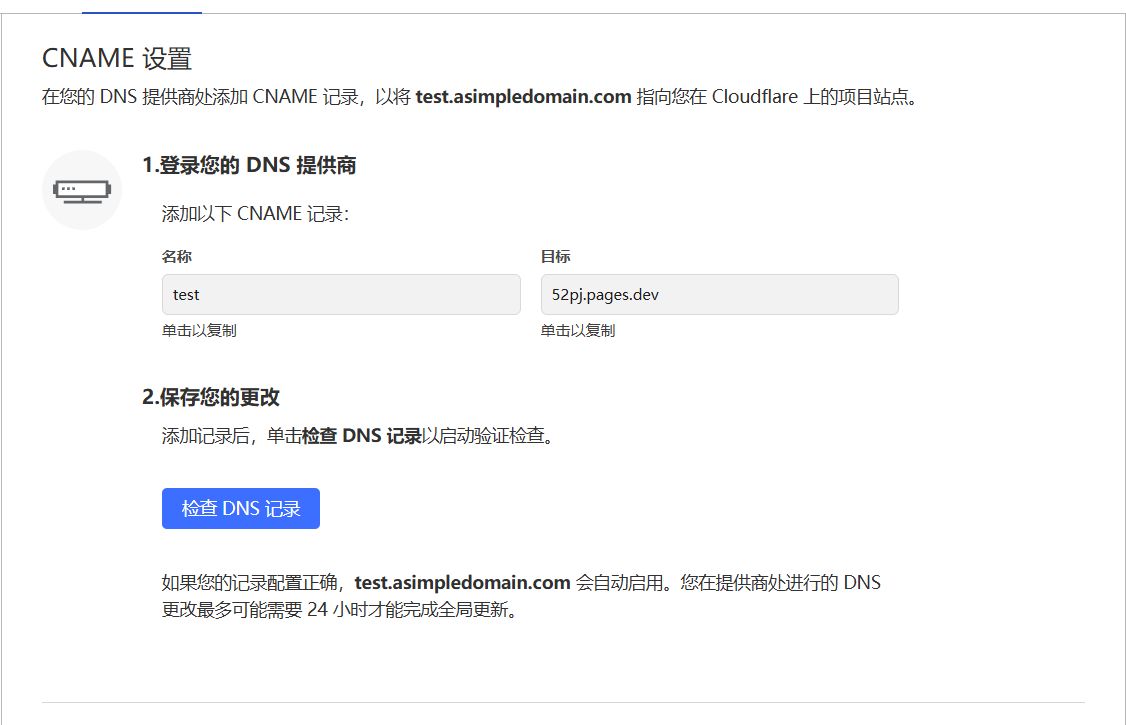 CNAME 设置
在您的 DNS 提供商处添加 CNAME 记录，以将 test.asimpledomain.com 指向您在 Cloudflare 上的项目站点。
1.登录您的 DNS 提供商
添加以下 CNAME 记录：
名称 目标
test 52pj.pages.dev
单击以复制 单击以复制
2.保存您的更改
添加记录后，单击检查 DNS 记录以启动验证检查。
检查 DNS 记录
如果您的记录配置正确，test.asimpledomain.com 会自动启用。您在提供商处进行的 DNS
更改最多可能需要 24 小时才能完成全局更新。